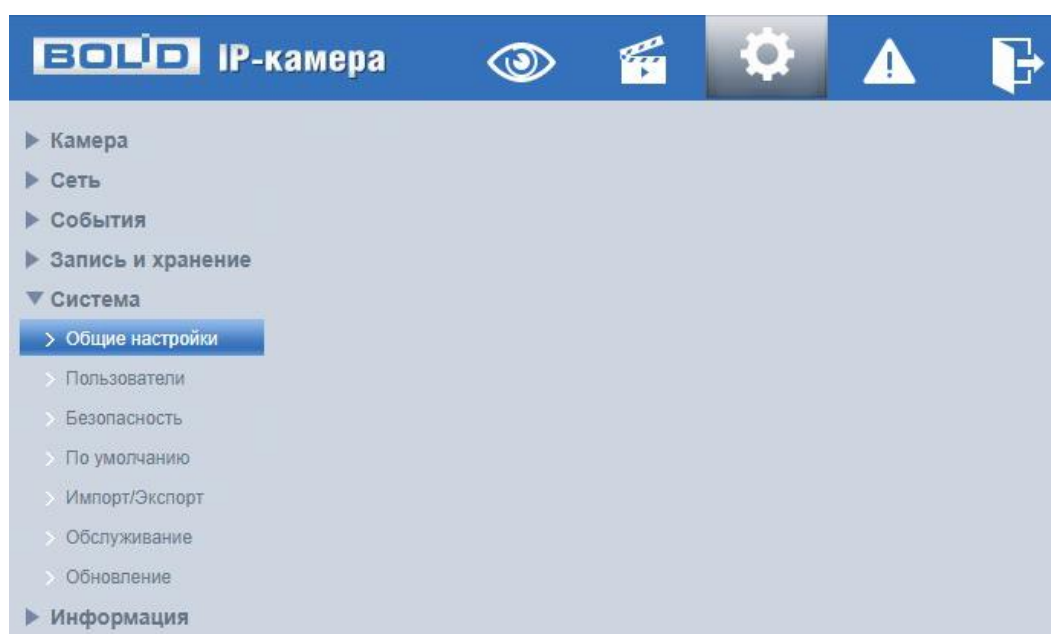 BOLID IP-камера
Камера
Сеть
События
Запись и хранение
Система
Общие настройки
Пользователи
Безопасность
По умолчанию
Импорт/Экспорт
Обслуживание
Обновление
Информация